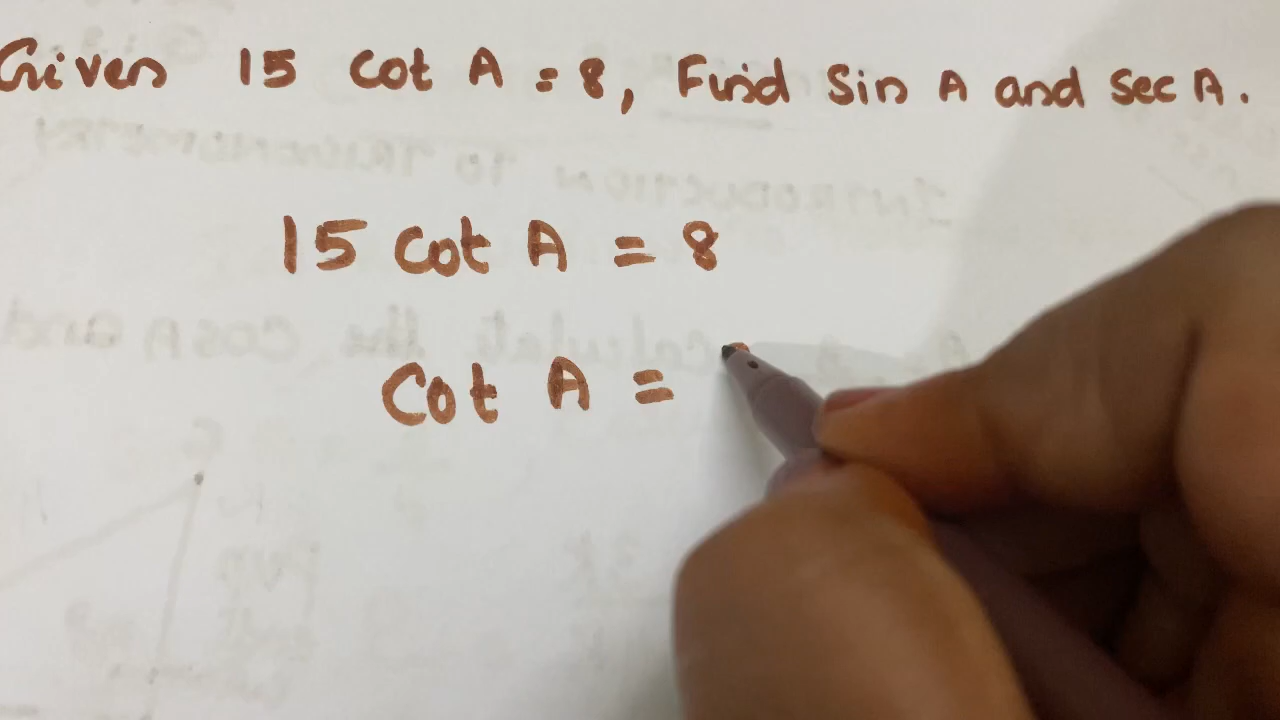 Given 15 cot A = 8, Find Sin A and Sec A.
15 cot A = 8
cot A =